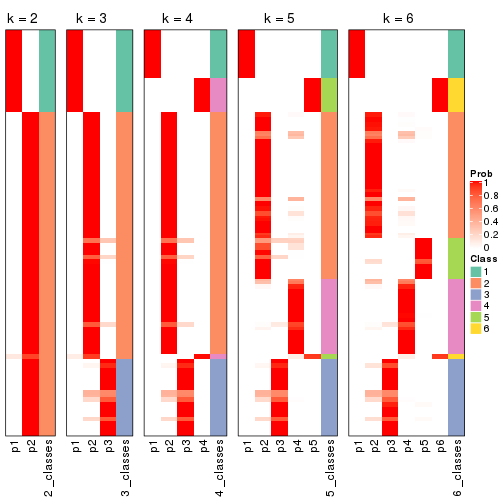 k = 2
k = 3
k = 4
k = 5
k = 6
Prob
1
0.8
0.6
0.4
0.2
0
Class
1
2
3
4
5
6
p1
p2
2_classes
p1
p2
p3
3_classes
p1
p2
p3
p4
4_classes
p1
p2
p3
p4
p5
5_classes
p1
p2
p3
p4
p5
p6
6_classes